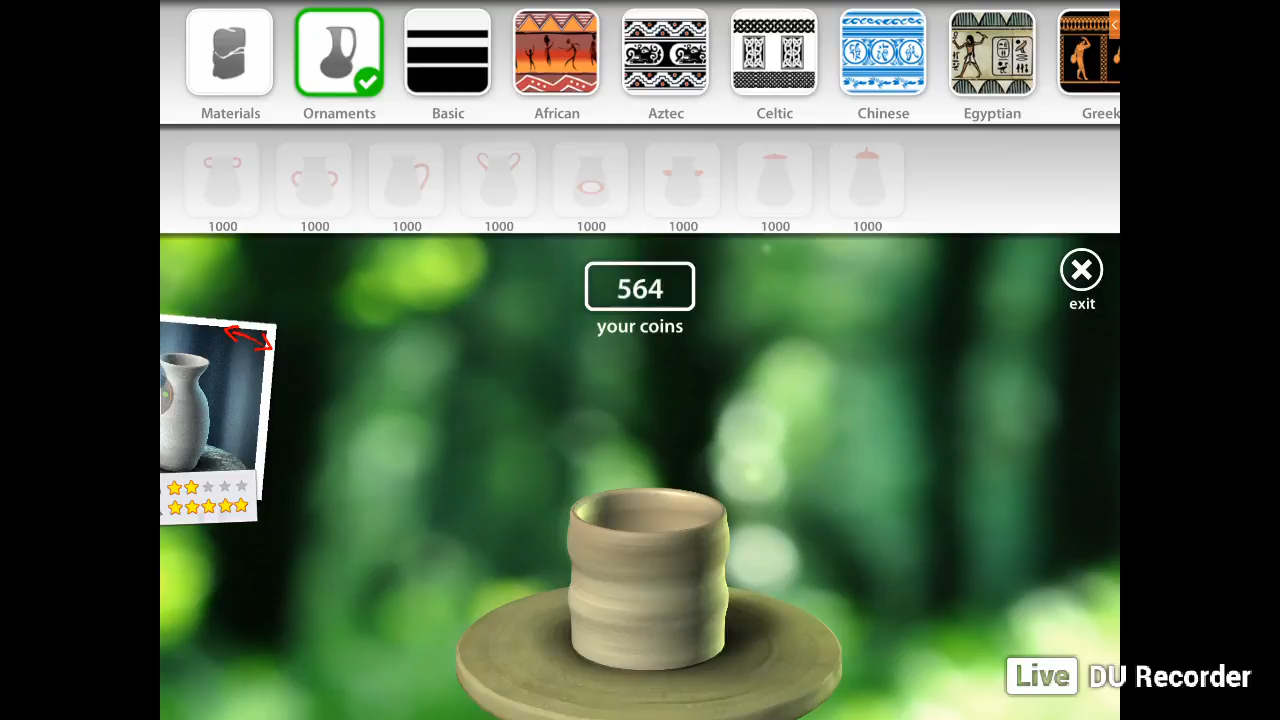 Materials Ornaments Basic African Aztec Celtic Chinese Egyptian Greek
1000 1000 1000 1000 1000 1000 1000 1000
564
your coins
exit
Live DU Recorder